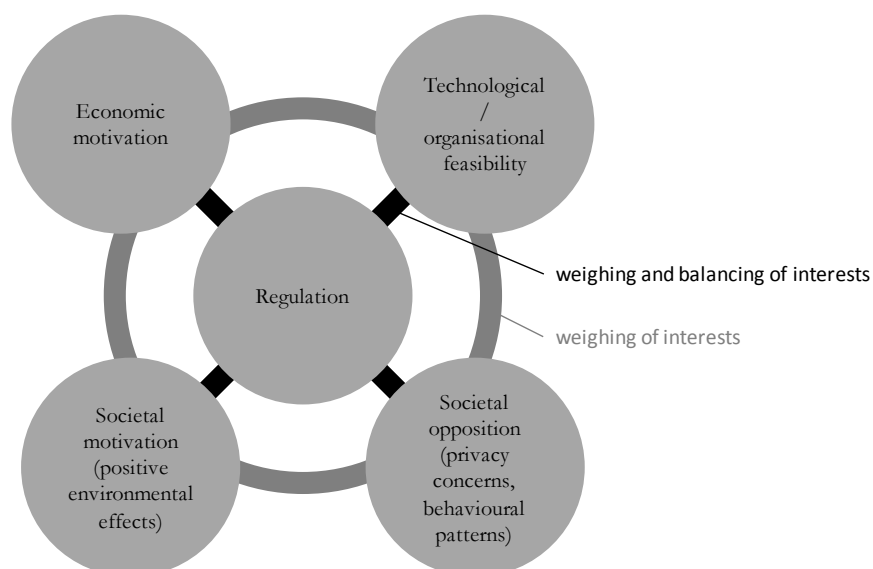 Economic
motivation
Technological
/
organisational
feasibility
Regulation
weighing and balancing of interests
weighing of interests
Societal
motivation
(positive
environmental
effects)
Societal
opposition
(privacy
concerns,
behavioural
patterns)